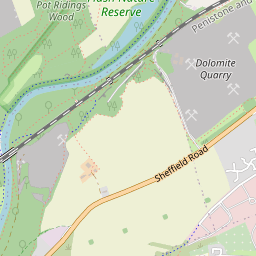 Pot Ridings
Wood
Nature
Reserve
Penistone and
Dolomite
Quarry
Sheffield Road